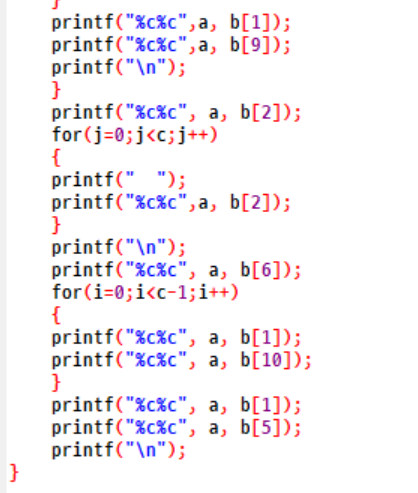 }
printf("%c%c",a, b[1]);
printf("%c%c",a, b[9]);
printf("\n");
}
printf("%c%c", a, b[2]);
for(j=0;j<c;j++)
{
printf("  ");
printf("%c%c",a, b[2]);
}
printf("\n");
printf("%c%c", a, b[6]);
for(i=0;i<c-1;i++)
{
printf("%c%c", a, b[1]);
printf("%c%c", a, b[10]);
}
printf("%c%c", a, b[1]);
printf("%c%c", a, b[5]);
printf("\n");
}